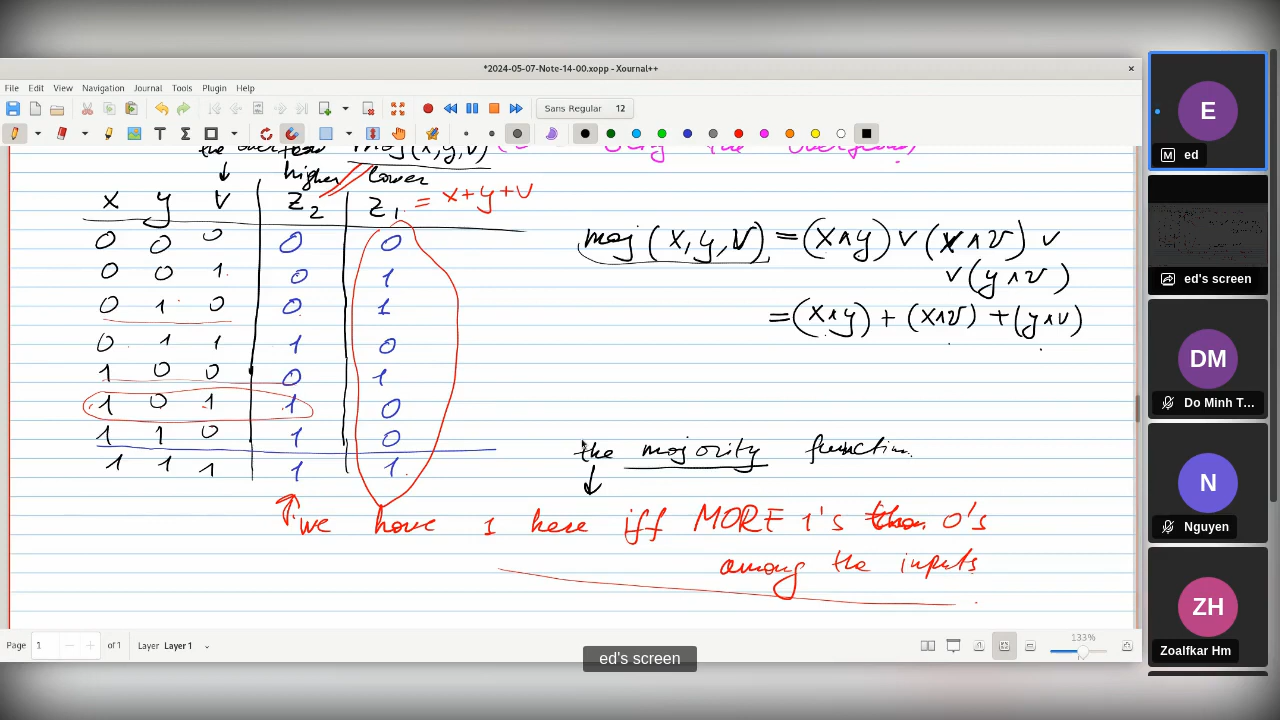 *2024-05-07-Note-14-00.xopp - Xournal++
File Edit View Navigation Journal Tools Plugin Help
Sans Regular 12
the maj(x,y,v) using the
higher lower
x y v z₂ z₁ = x+y+v
0 0 0 0 0
0 0 1 0 1
0 1 0 0 1
0 1 1 1 0
1 0 0 0 1
1 0 1 1 0
1 1 0 1 0
1 1 1 1 1
maj(x,y,v) = (x∧y) ∨ (x∧v) ∨
∨ (y∧v)
= (x∧y) + (x∧v) + (y∧v)
the majority function
we have 1 here iff MORE 1's than 0's
among the inputs
Page 1 of 1 Layer Layer 1 133%
ed's screen
E
ed
ed's screen
DM
Do Minh T...
N
Nguyen
ZH
Zoalfkar Hm